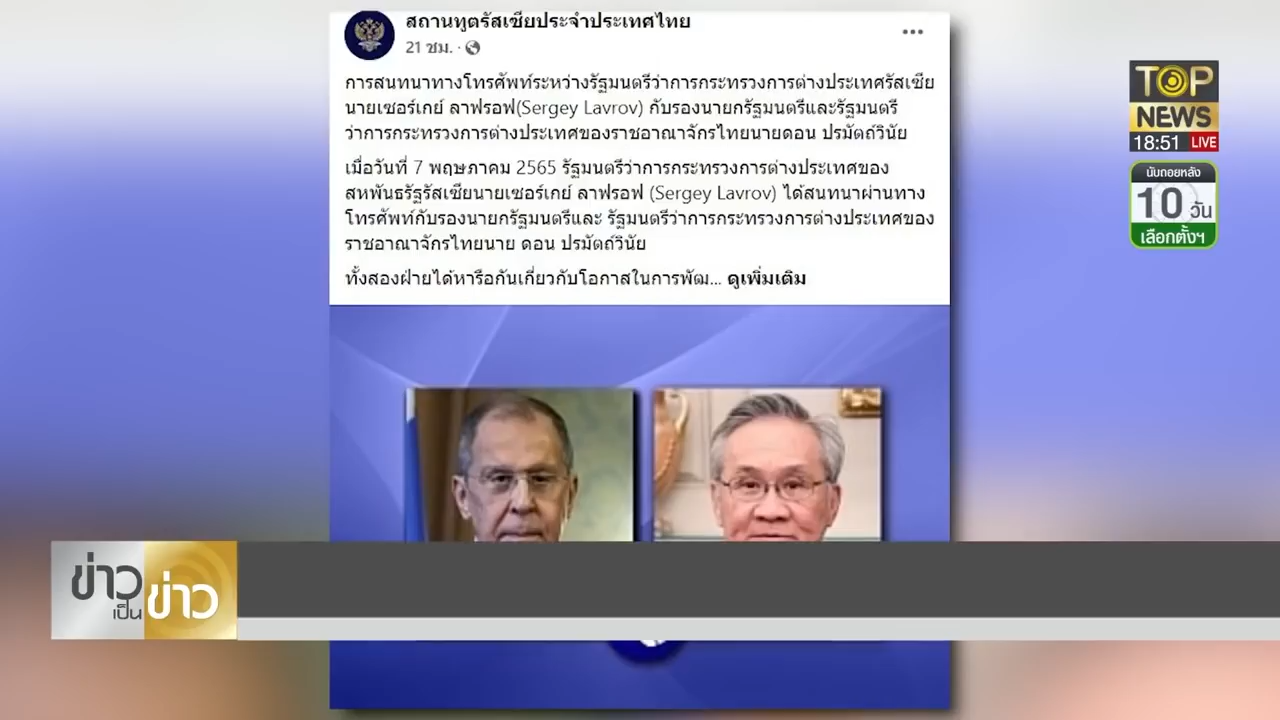 สถานทูตรัสเซียประจำประเทศไทย
21 ชม. ·
การสนทนาทางโทรศัพท์ระหว่างรัฐมนตรีว่าการกระทรวงการต่างประเทศรัสเซีย
นายเซอร์เกย์ ลาฟรอฟ(Sergey Lavrov) กับรองนายกรัฐมนตรีและรัฐมนตรี
ว่าการกระทรวงการต่างประเทศของราชอาณาจักรไทยนายดอน ปรมัตถ์วินัย
เมื่อวันที่ 7 พฤษภาคม 2565 รัฐมนตรีว่าการกระทรวงการต่างประเทศของ
สหพันธรัฐรัสเซียนายเซอร์เกย์ ลาฟรอฟ (Sergey Lavrov) ได้สนทนาผ่านทาง
โทรศัพท์กับรองนายกรัฐมนตรีและ รัฐมนตรีว่าการกระทรวงการต่างประเทศของ
ราชอาณาจักรไทยนาย ดอน ปรมัตถ์วินัย
ทั้งสองฝ่ายได้หารือกันเกี่ยวกับโอกาสในการพัฒ... ดูเพิ่มเติม
TOP
NEWS
18:51 LIVE
นับถอยหลัง
10 วัน
เลือกตั้งฯ
ข่าว
เป็น
ข่าว